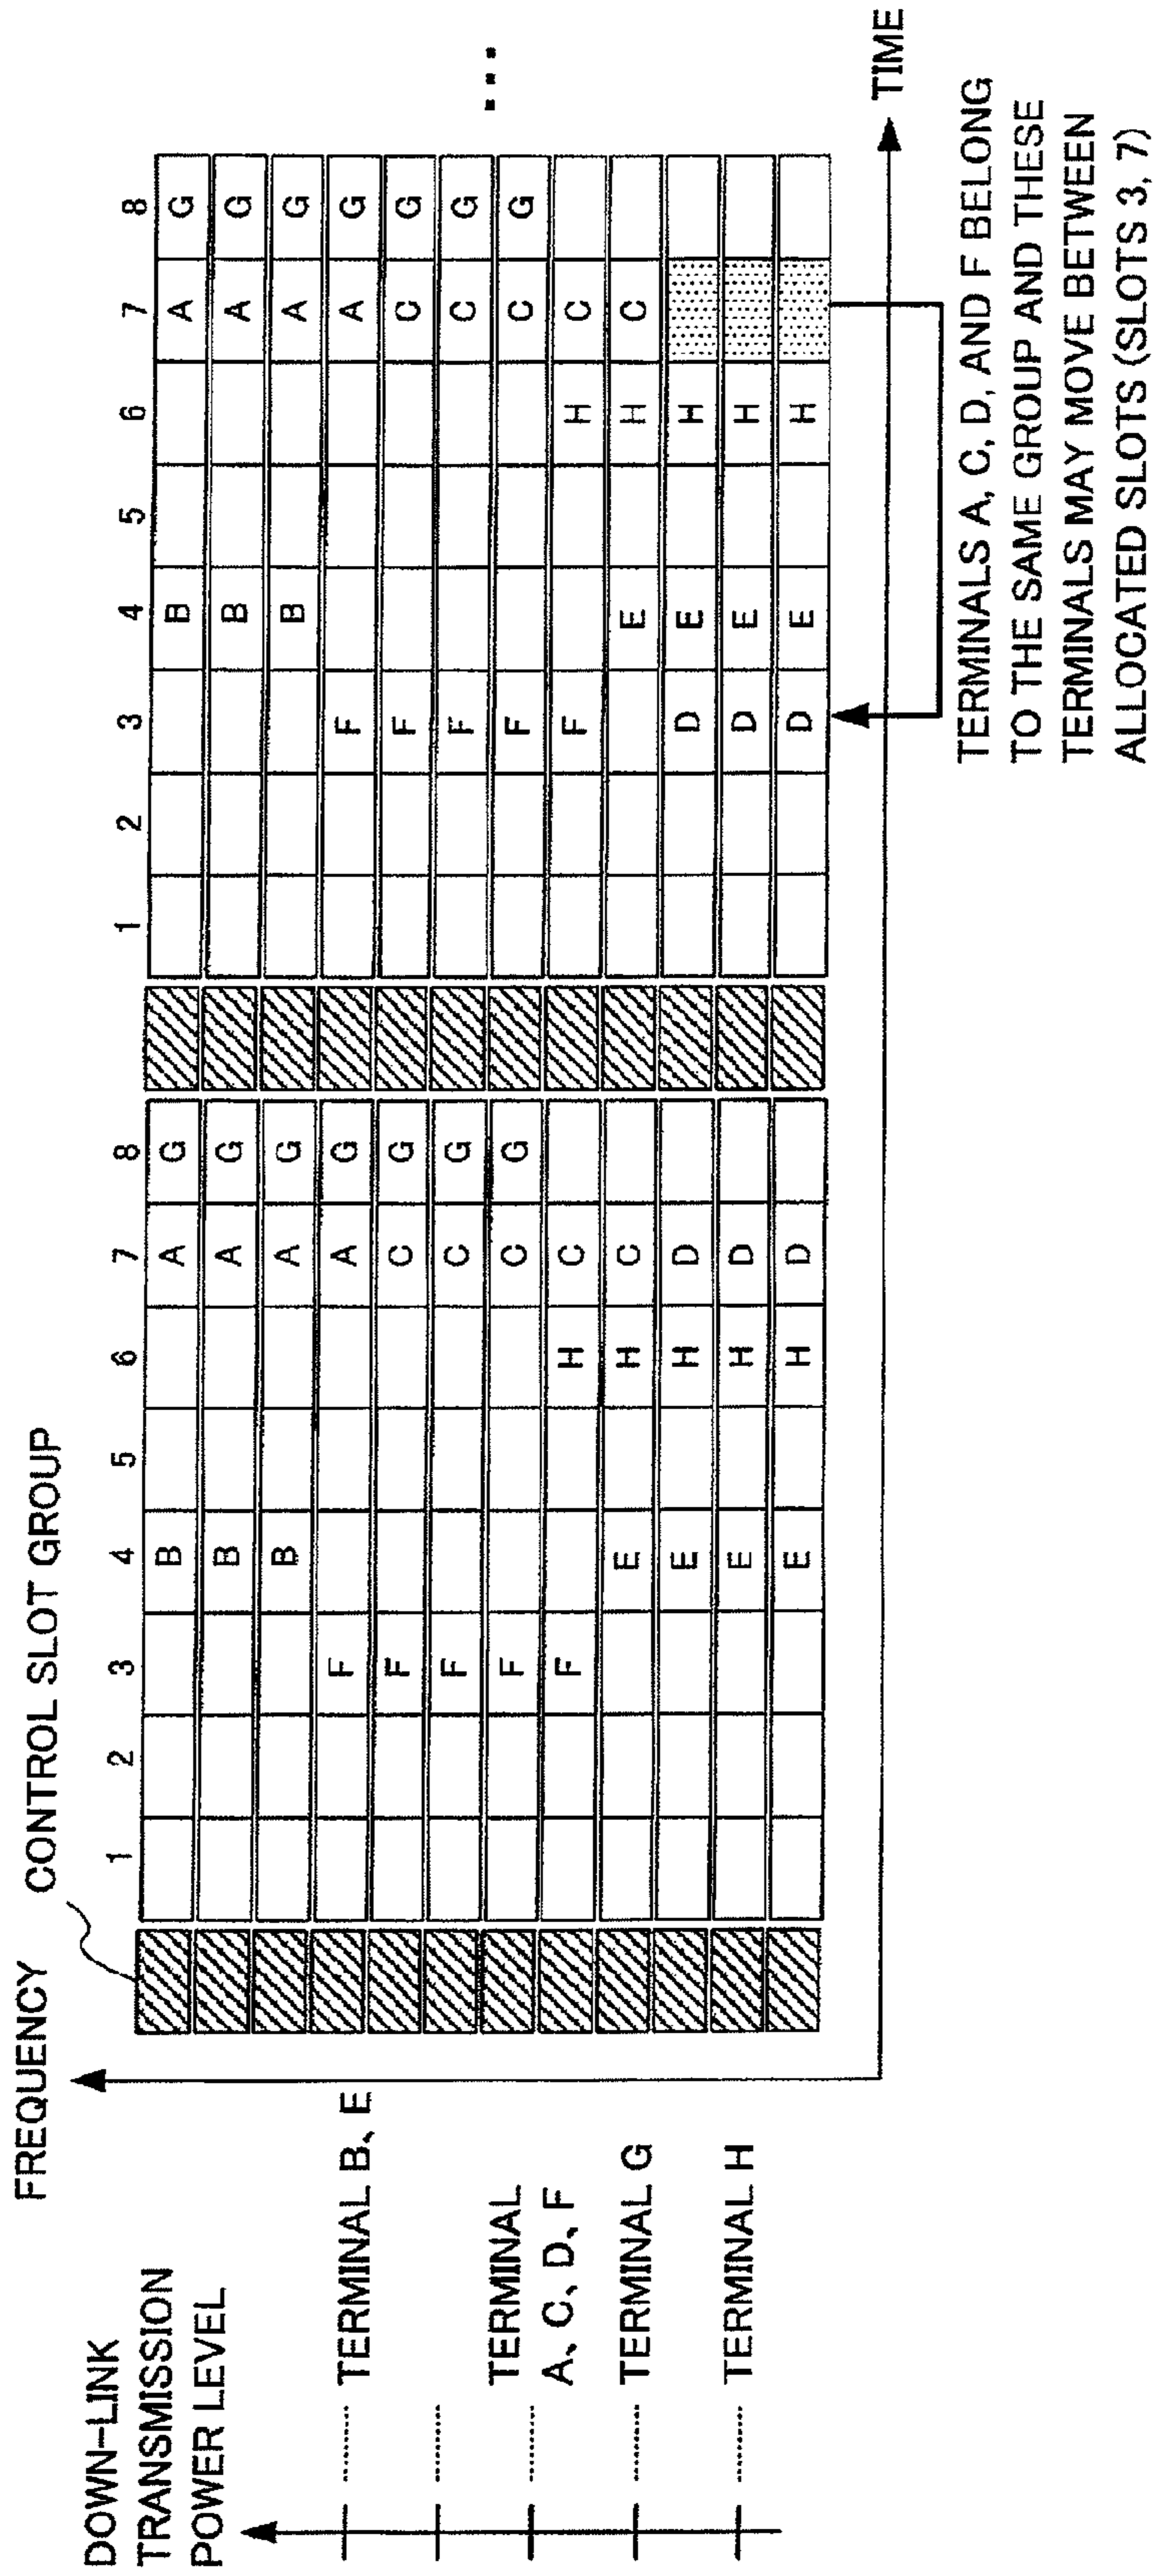 DOWN-LINK
TRANSMISSION
POWER LEVEL
TERMINAL B、E
TERMINAL
A、C、D、F
TERMINAL G
TERMINAL H
FREQUENCY
CONTROL SLOT GROUP
1 2 3 4 5 6 7 8 1 2 3 4 5 6 7 8
B A G B A G
B A G B A G
B A G B A G
F A G F A G
F C G F C G
F C G F C G
F C G F C G
F H C F H C
E H C E H C
E H D D E H
E H D D E H
E H D D E H
...
TIME
TERMINALS A, C, D, AND F BELONG
TO THE SAME GROUP AND THESE
TERMINALS MAY MOVE BETWEEN
ALLOCATED SLOTS (SLOTS 3, 7)